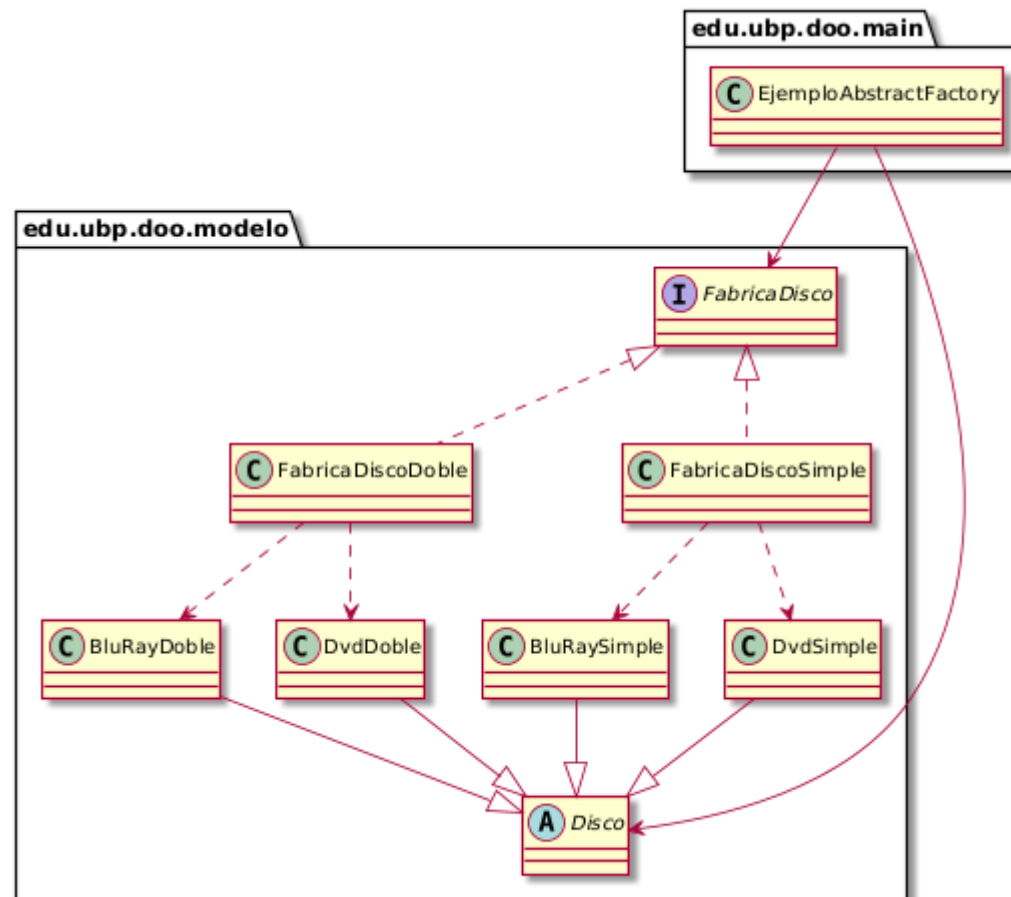 edu.ubp.doo.main
C EjemploAbstractFactory
edu.ubp.doo.modelo
I FabricaDisco
C FabricaDiscoDoble
C FabricaDiscoSimple
C BluRayDoble
C DvdDoble
C BluRaySimple
C DvdSimple
A Disco